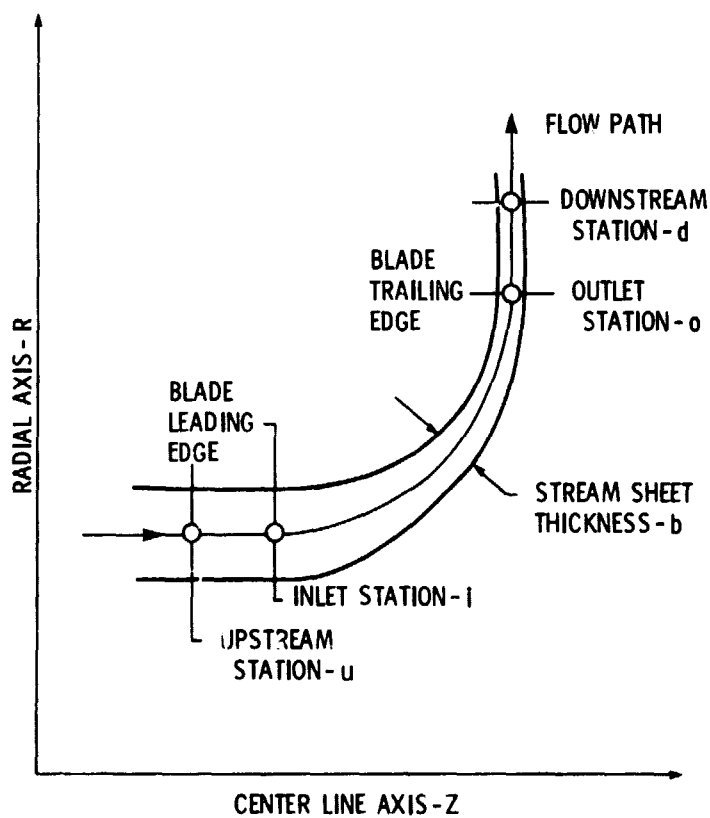 FLOW PATH
DOWNSTREAM
STATION-d
BLADE
TRAILING
EDGE
OUTLET
STATION-o
RADIAL AXIS-R
BLADE
LEADING
EDGE
STREAM SHEET
THICKNESS-b
INLET STATION-i
UPSTREAM
STATION-u
CENTER LINE AXIS-Z